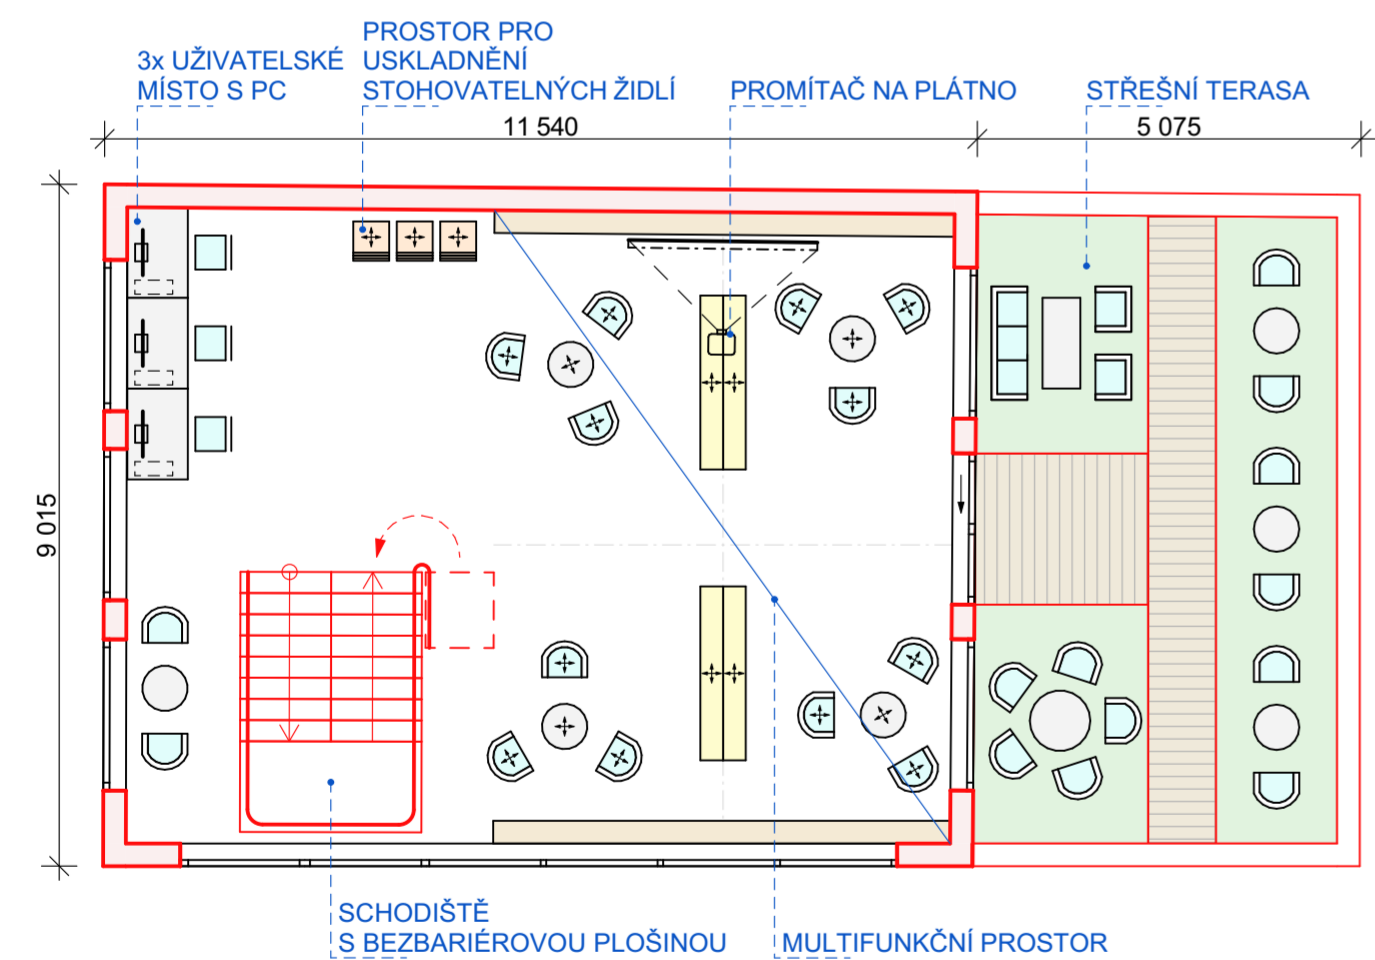 3x UŽIVATELSKÉ
MÍSTO S PC
PROSTOR PRO
USKLADNĚNÍ
STOHOVATELNÝCH ŽIDLÍ
PROMÍTAČ NA PLÁTNO
STŘEŠNÍ TERASA
11 540
5 075
9 015
SCHODIŠTĚ
S BEZBARIÉROVOU PLOŠINOU
MULTIFUNKČNÍ PROSTOR